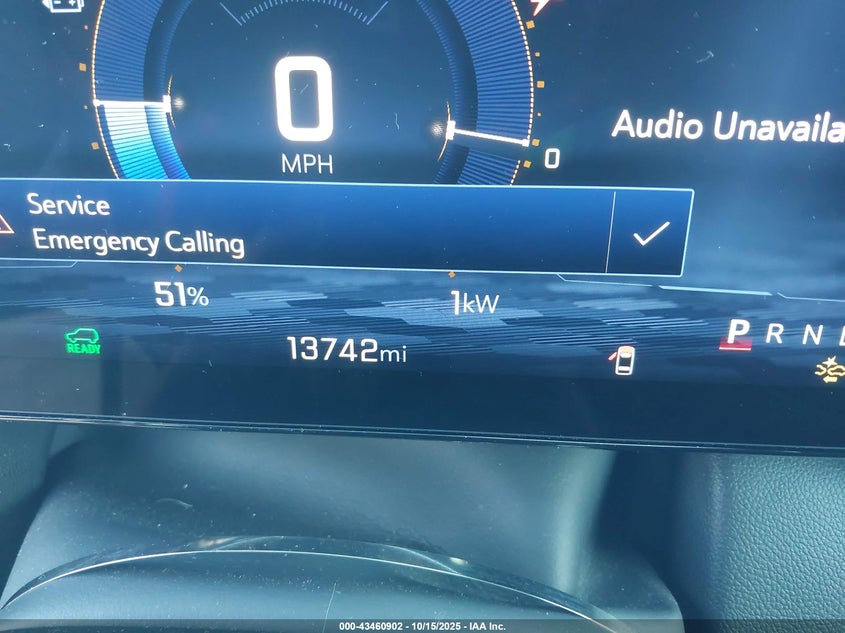 0
MPH
0
Audio Unavaila
Service
Emergency Calling
51%
1kW
READY
13742mi
P R N
000-43460902 - 10/15/2025 - IAA Inc.